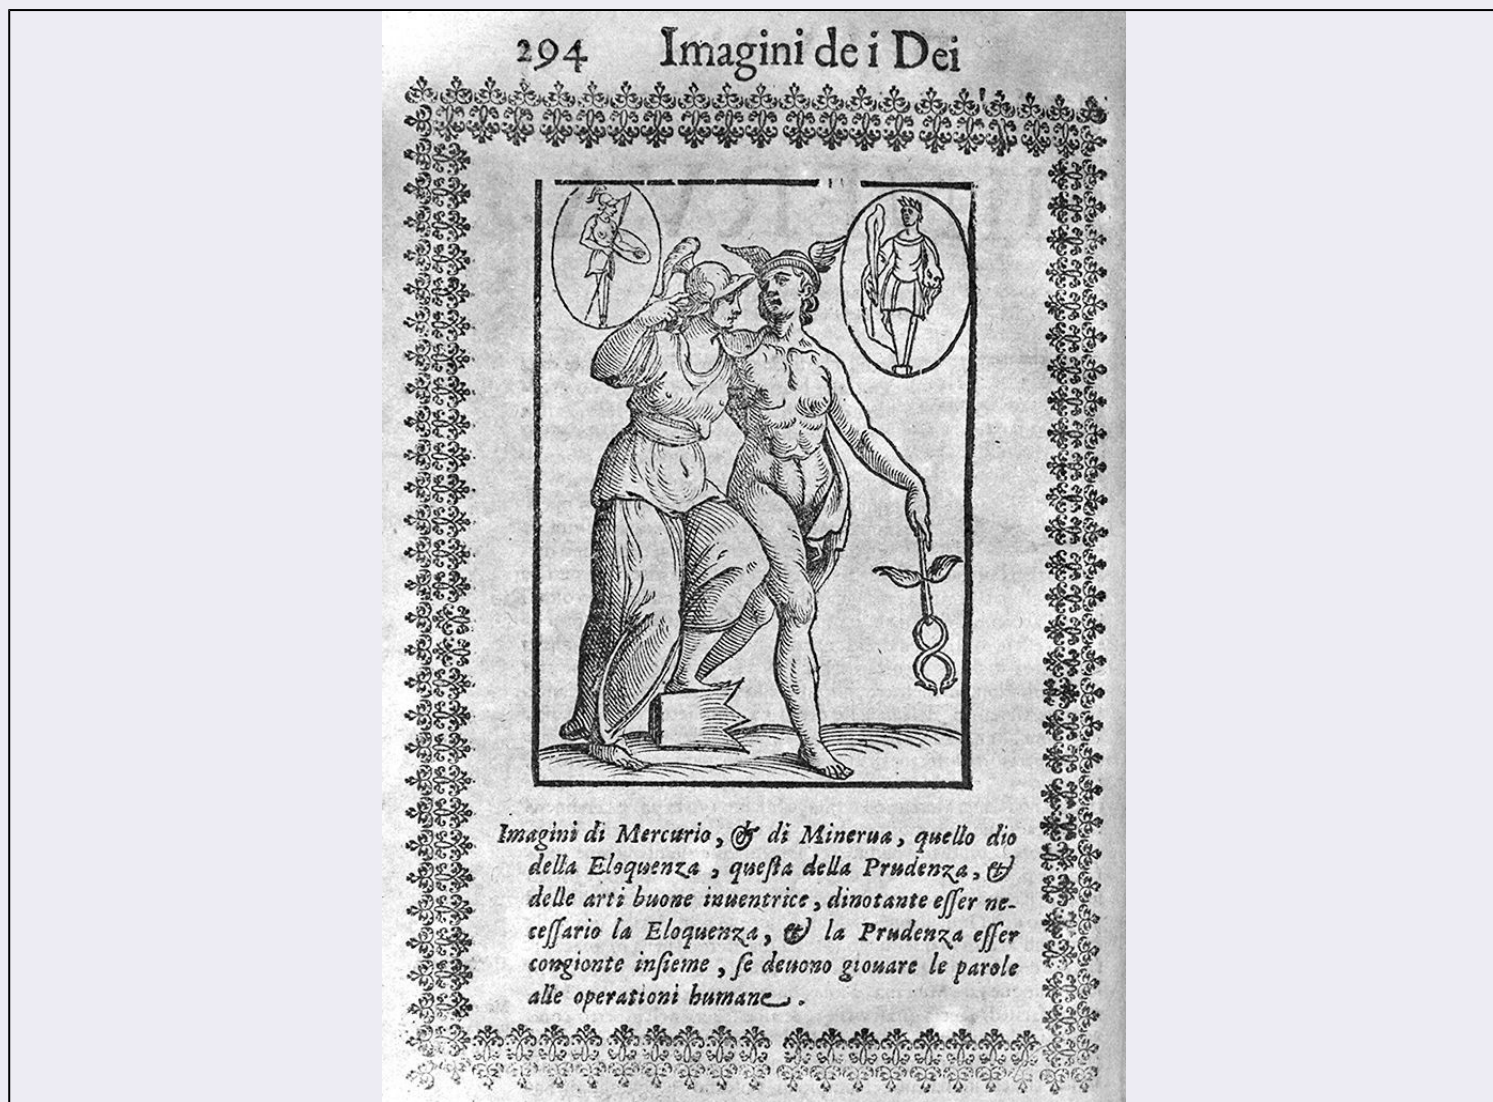 294 Imagini de i Dei
Imagini di Mercurio, & di Minerua, quello dio
della Eloquenza, questa della Prudenza, &
delle arti buone inuentrice, dinotante esser ne-
cessario la Eloquenza, & la Prudenza esser
congionte insieme, se deuono giouare le parole
alle operationi humane.